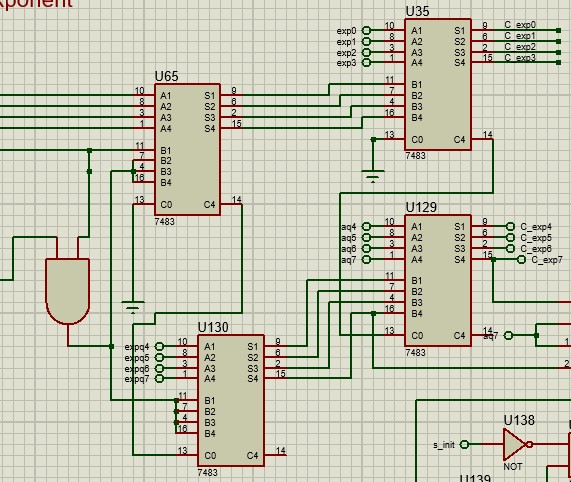 xponent
U35
exp0 10 A1 S1 9 C_exp0
exp1 8 A2 S2 6 C_exp1
exp2 3 A3 S3 2 C_exp2
exp3 1 A4 S4 15 C_exp3
11 B1
7 B2
4 B3
16 B4
13 C0 C4 14
7483
U65
10 A1 S1 9
8 A2 S2 6
3 A3 S3 2
1 A4 S4 15
11 B1
7 B2
4 B3
16 B4
13 C0 C4 14
7483
U129
aq4 10 A1 S1 9 C_exp4
aq5 8 A2 S2 6 C_exp5
aq6 3 A3 S3 2 C_exp6
aq7 1 A4 S4 15 C_exp7
11 B1
7 B2
4 B3
16 B4
13 C0 C4 14 aq7
7483
1
2
U130
expq4 10 A1 S1 9
expq5 8 A2 S2 6
expq6 3 A3 S3 2
expq7 1 A4 S4 15
11 B1
7 B2
4 B3
16 B4
13 C0 C4 14
7483
U138
s_init
NOT
U139